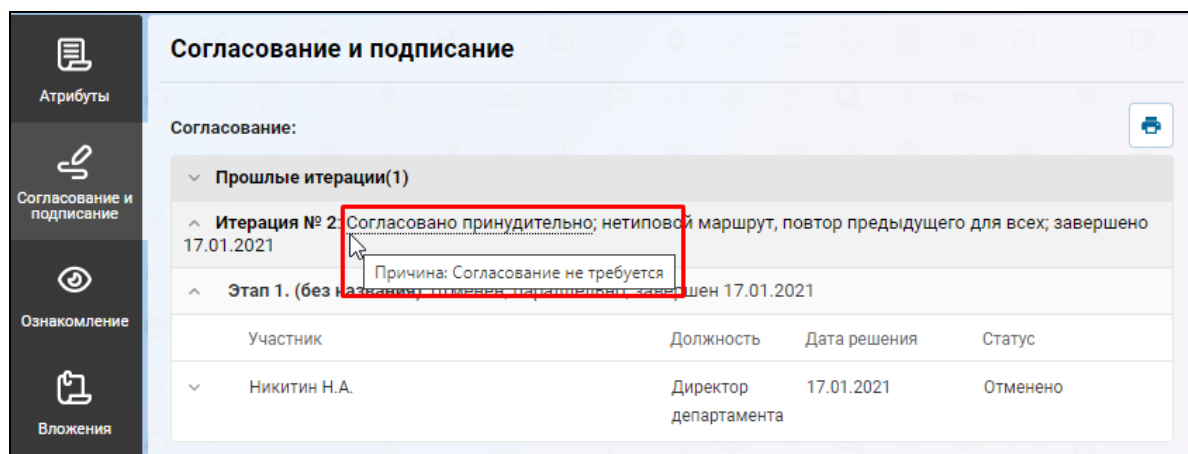 Атрибуты
Согласование и
подписание
Ознакомление
Вложения
Согласование и подписание
Согласование:
Прошлые итерации(1)
Итерация № 2: Согласовано принудительно; нетиповой маршрут, повтор предыдущего для всех; завершено
17.01.2021
Причина: Согласование не требуется
Этап 1. (без названия) завершен 17.01.2021
Участник Должность Дата решения Статус
Никитин Н.А. Директор 17.01.2021 Отменено
департамента